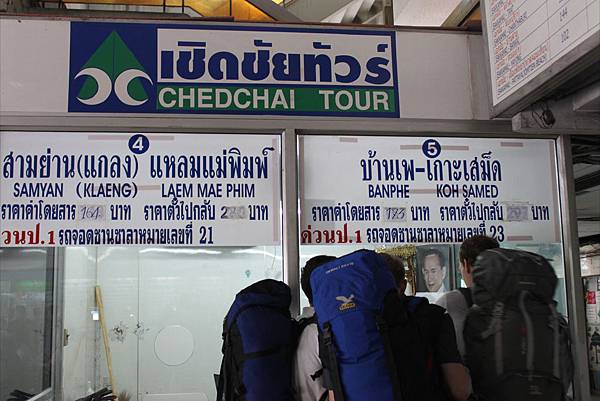 เชิดชัยทัวร์
CHEDCHAI TOUR
4
สามย่าน(แกลง) แหลมแม่พิมพ์
SAMYAN (KLAENG) LAEM MAE PHIM
ราคาตั๋วโดยสาร 164 บาท ราคาตั๋วไปกลับ บาท
ด่วนป.1 รถจอดชานชาลาหมายเลขที่ 21
5
บ้านเพ-เกาะเสม็ด
BANPHE KOH SAMED
ราคาตั๋วโดยสาร 173 บาท ราคาตั๋วไปกลับ บาท
ด่วนป.1 รถจอดชานชาลาหมายเลขที่ 23
144
102